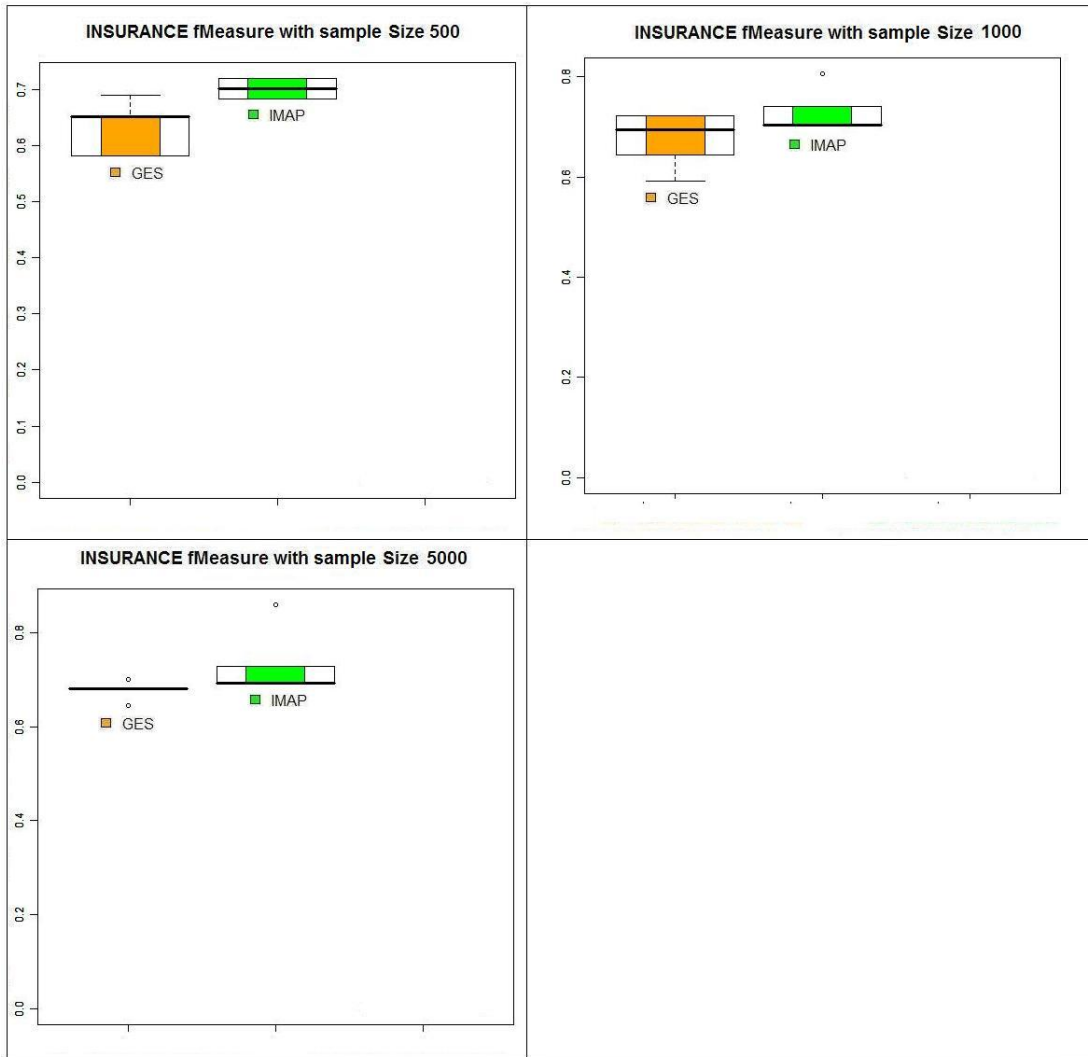 INSURANCE fMeasure with sample Size 500
0.7
0.6
0.5
0.4
0.3
0.2
0.1
0.0
IMAP
GES
INSURANCE fMeasure with sample Size 1000
0.8
0.6
0.4
0.2
0.0
IMAP
GES
INSURANCE fMeasure with sample Size 5000
0.8
0.6
0.4
0.2
0.0
IMAP
GES